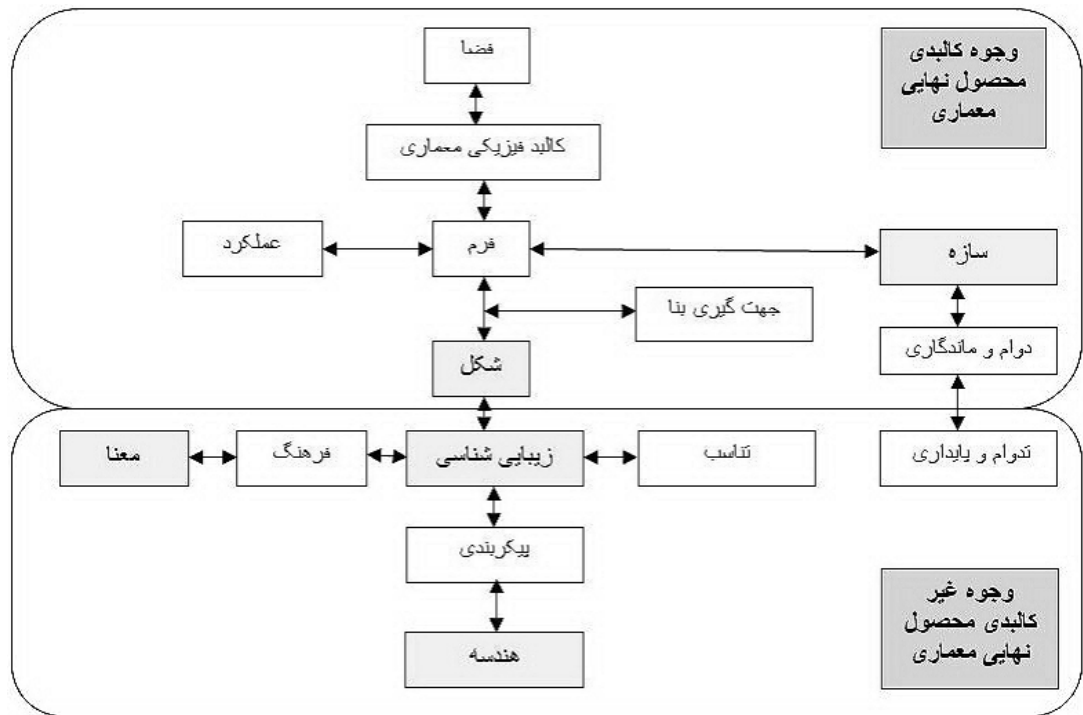 فضا
وجوه کالبدی
محصول نهایی
معماری
کالبد فیزیکی معماری
عملکرد
فرم
سازه
جهت گیری بنا
دوام و ماندگاری
شکل
معنا
فرهنگ
زیبایی شناسی
تناسب
تدوام و پایداری
پیکربندی
وجوه غیر
کالبدی محصول
نهایی معماری
هندسه